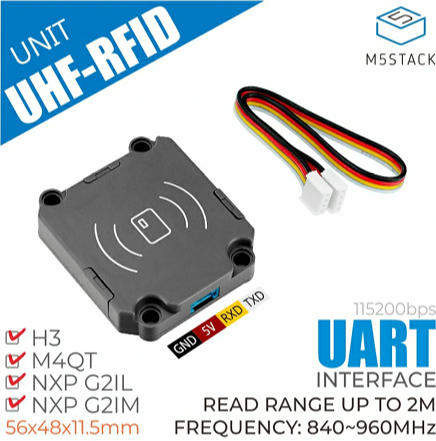 UNIT
UHF-RFID
M5STACK
GND 5V RXD TXD
115200bps
UART
INTERFACE
H3
M4QT
NXP G2IL
NXP G2IM
56x48x11.5mm
READ RANGE UP TO 2M
FREQUENCY: 840~960MHz